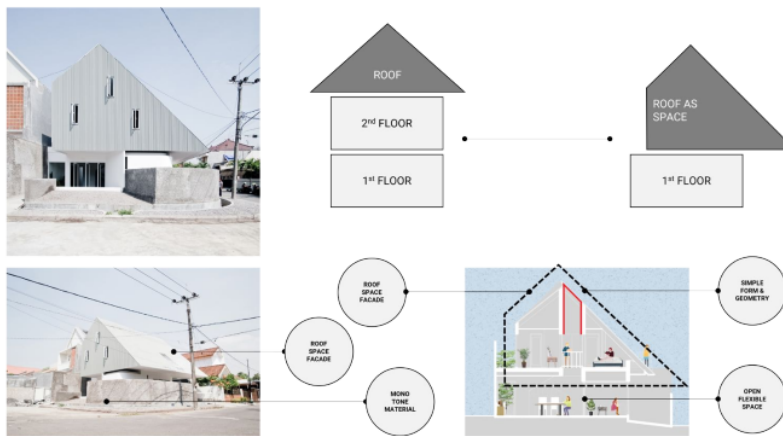 ROOF
2nd FLOOR
1st FLOOR
ROOF AS
SPACE
1st FLOOR
ROOF
SPACE
FACADE
ROOF
SPACE
FACADE
MONO
TONE
MATERIAL
SIMPLE
FORM &
GEOMETRY
OPEN
FLEXIBLE
SPACE